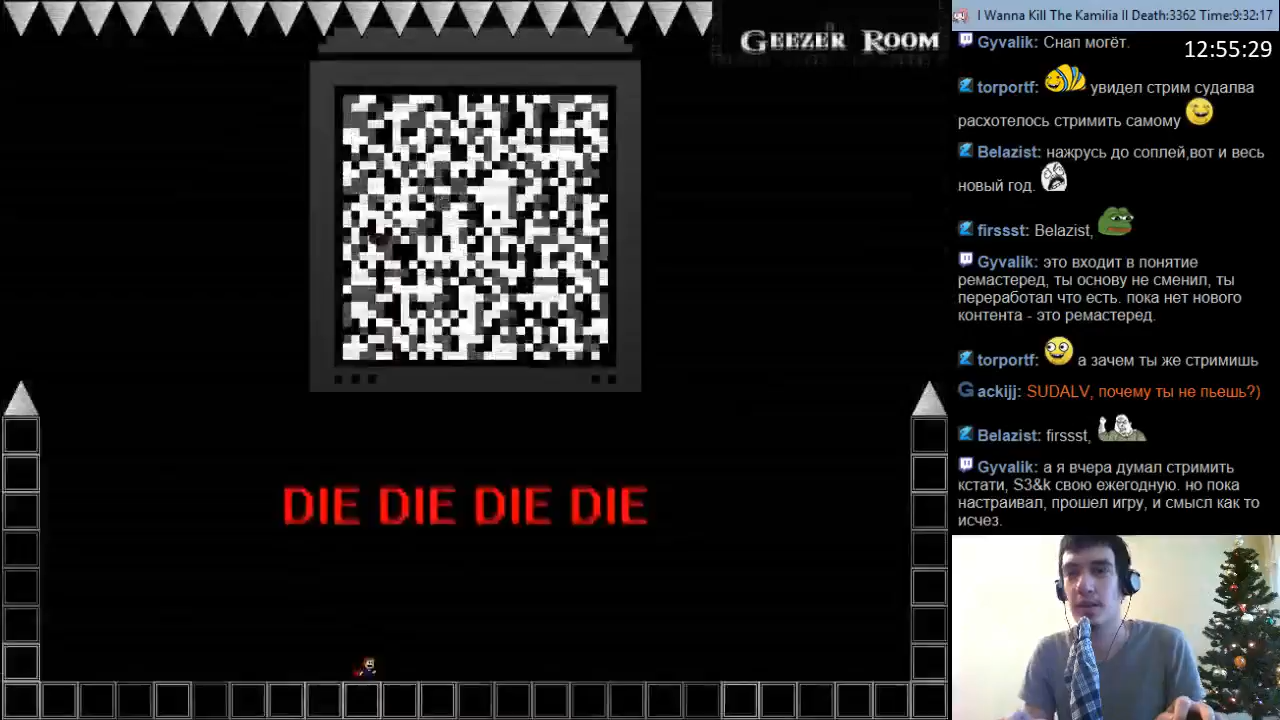 GEEZER ROOM
DIE DIE DIE DIE
I Wanna Kill The Kamilia II Death:3362 Time:9:32:17
12:55:29
Gyvalik: Снап могёт.
torportf: увидел стрим судалва
расхотелось стримить самому
Belazist: нажрусь до соплей,вот и весь
новый год.
firssst: Belazist,
Gyvalik: это входит в понятие
ремастеред, ты основу не сменил, ты
переработал что есть. пока нет нового
контента - это ремастеред.
torportf: а зачем ты же стримишь
ackijj: SUDALV, почему ты не пьешь?)
Belazist: firssst,
Gyvalik: а я вчера думал стримить
кстати, S3&k свою ежегодную. но пока
настраивал, прошел игру, и смысл как то
исчез.